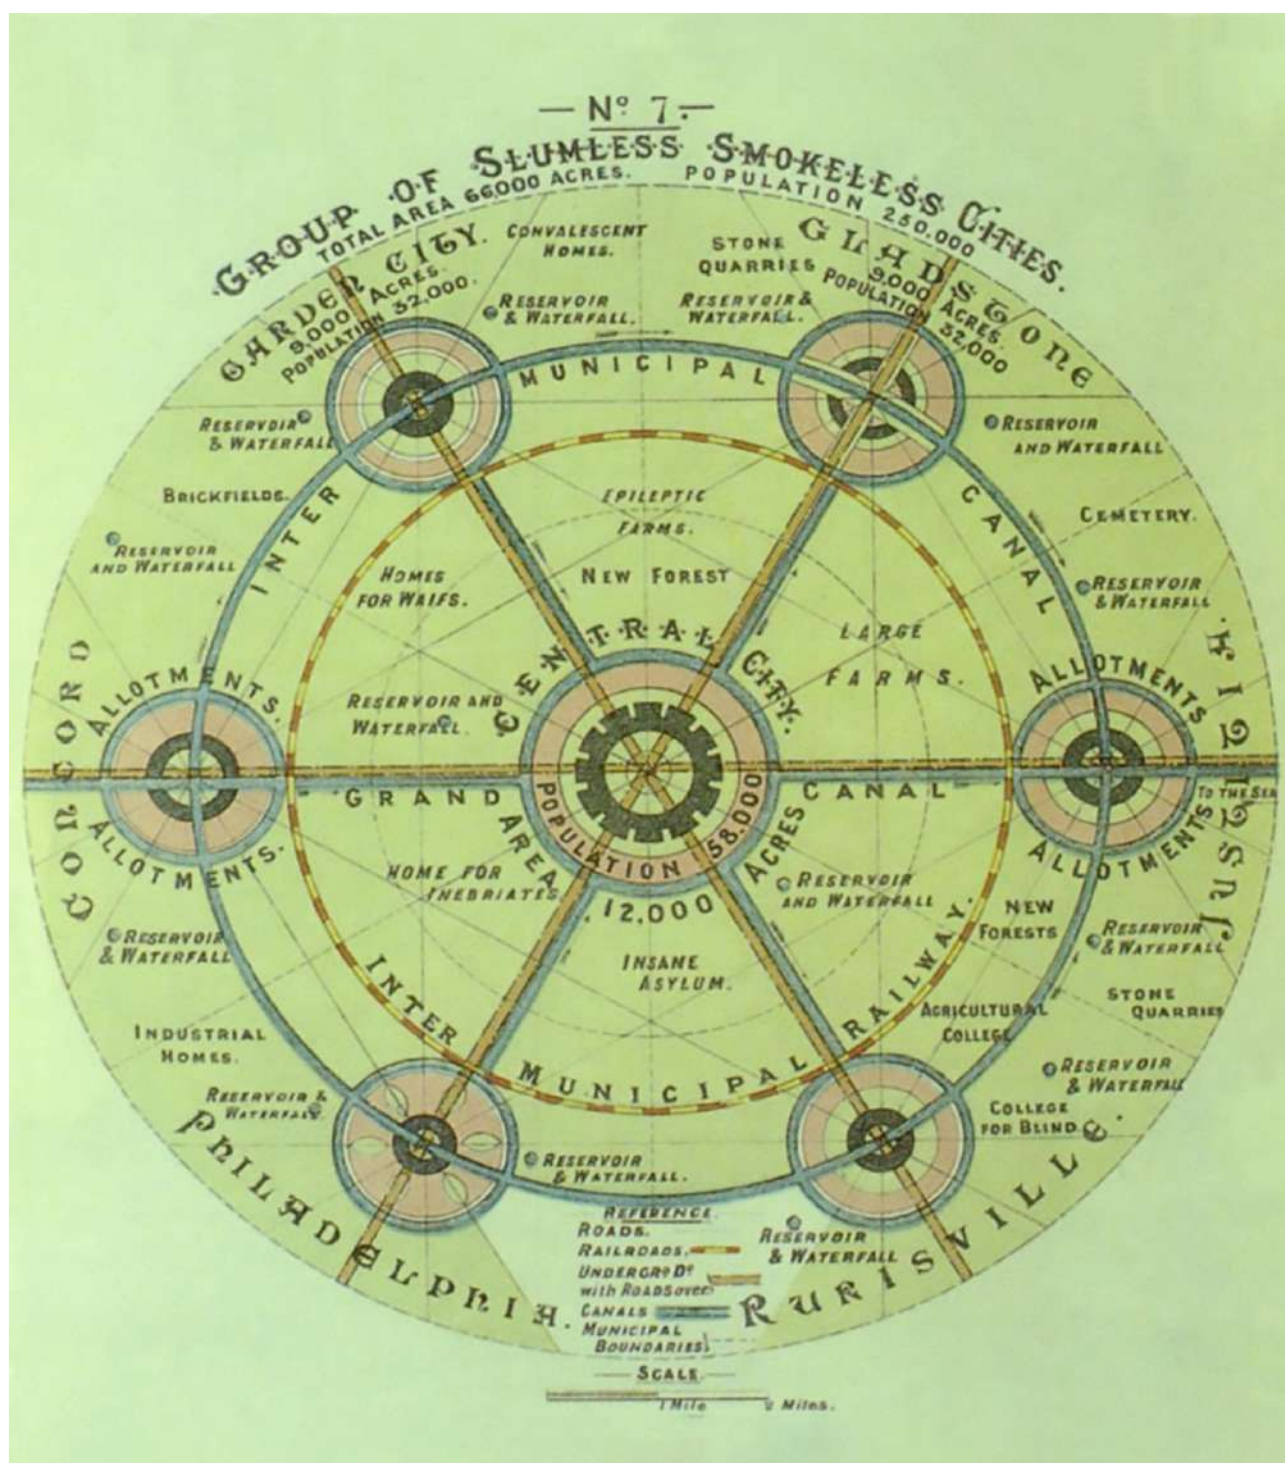 — Nº 7. —
GROUP OF SLUMLESS SMOKELESS CITIES.
TOTAL AREA 66,000 ACRES. POPULATION 250,000
GARDEN CITY.
9,000 ACRES.
POPULATION 32,000.
CONVALESCENT
HOMES.
STONE
QUARRIES
GLADSTONE
9,000 ACRES.
POPULATION
32,000
RESERVOIR
& WATERFALL.
RESERVOIR &
WATERFALL.
INTER MUNICIPAL CANAL
RESERVOIR
& WATERFALL
RESERVOIR
AND WATERFALL
BRICKFIELDS.
EPILEPTIC
FARMS.
CEMETERY.
RESERVOIR
AND WATERFALL
HOMES
FOR WAIFS.
NEW FOREST
RESERVOIR
& WATERFALL
LARGE
FARMS.
CENTRAL CITY.
CONCORD
ALLOTMENTS.
RESERVOIR AND
WATERFALL.
ALLOTMENTS
JUSTITIA
GRAND CANAL
TO THE SEA
AREA 12,000 ACRES
POPULATION 58,000
ALLOTMENTS.
ALLOTMENTS
HOME FOR
INEBRIATES
RESERVOIR
AND WATERFALL
NEW
FORESTS
RESERVOIR
& WATERFALL
RESERVOIR
& WATERFALL
INSANE
ASYLUM.
INTER MUNICIPAL RAILWAY.
STONE
QUARRIES
AGRICULTURAL
COLLEGE
INDUSTRIAL
HOMES.
RESERVOIR
& WATERFALL
RESERVOIR &
WATERFALL
COLLEGE
FOR BLIND
PHILADELPHIA.
RESERVOIR
& WATERFALL.
RURISVILLE.
REFERENCE
ROADS.
RAILROADS.
UNDERGRD. Dº
with ROADS over
CANALS
MUNICIPAL
BOUNDARIES
RESERVOIR
& WATERFALL
SCALE.
1 Mile 2 Miles.